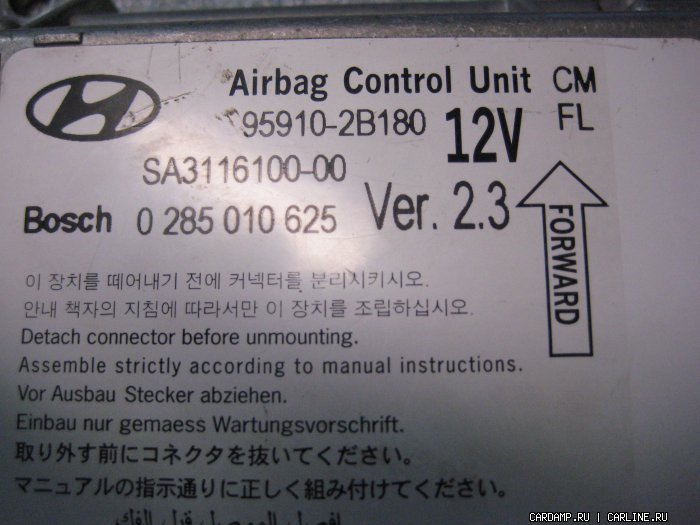 Airbag Control Unit CM
95910-2B180 12V FL
SA3116100-00
Bosch 0 285 010 625 Ver. 2.3
FORWARD
이 장치를 떼어내기 전에 커넥터를 분리시키시오.
안내 책자의 지침에 따라서만 이 장치를 조립하십시오.
Detach connector before unmounting.
Assemble strictly according to manual instructions.
Vor Ausbau Stecker abziehen.
Einbau nur gemaess Wartungsvorschrift.
取り外す前にコネクタを抜いてください。
マニュアルの指示通りに正しく組み付けてください。
CARDAMP.RU | CARLINE.RU